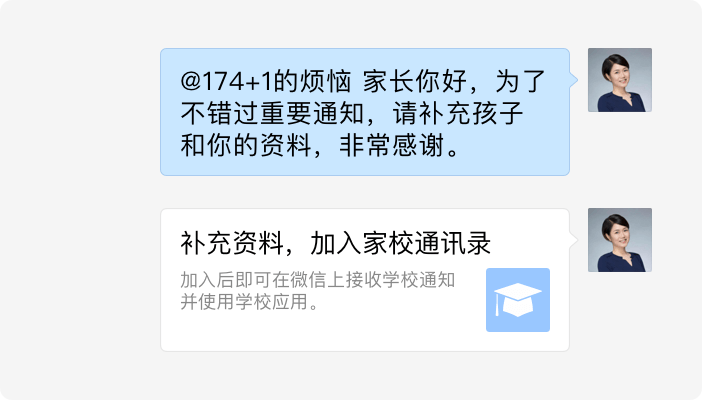 @174+1的烦恼 家长你好，为了
不错过重要通知，请补充孩子
和你的资料，非常感谢。
补充资料，加入家校通讯录
加入后即可在微信上接收学校通知
并使用学校应用。